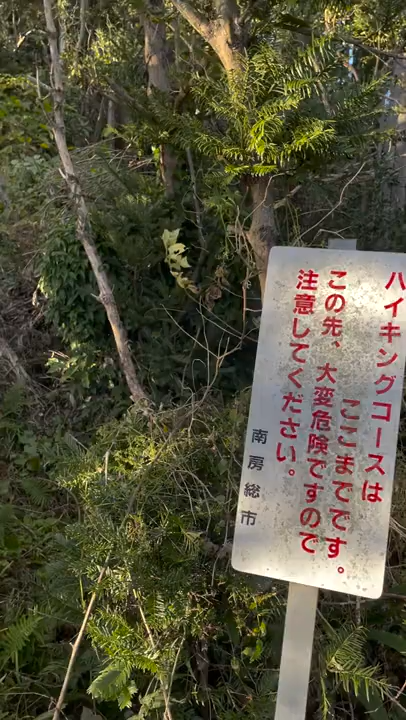 ハイキングコースは
ここまでです。
この先、大変危険ですので
注意してください。
南房総市